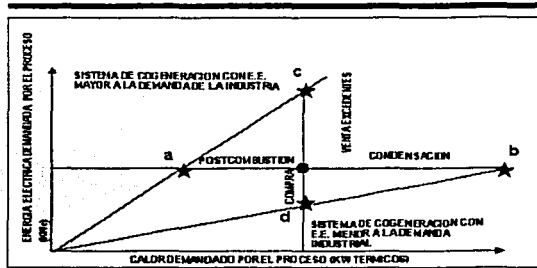 SISTEMA DE COGENERACION CON E.E.
MAYOR A LA DEMANDA DE LA INDUSTRIA
c
VENTA EXCEDENTES
a
POSTCOMBUSTION
CONDENSACION
b
COMPRA
d
SISTEMA DE COGENERACION CON
E.E. MENOR A LA DEMANDA
INDUSTRIAL
ENERGIA ELECTRICA DEMANDADA POR EL PROCESO
CALOR DEMANDADO POR EL PROCESO (KW TERMICOS)